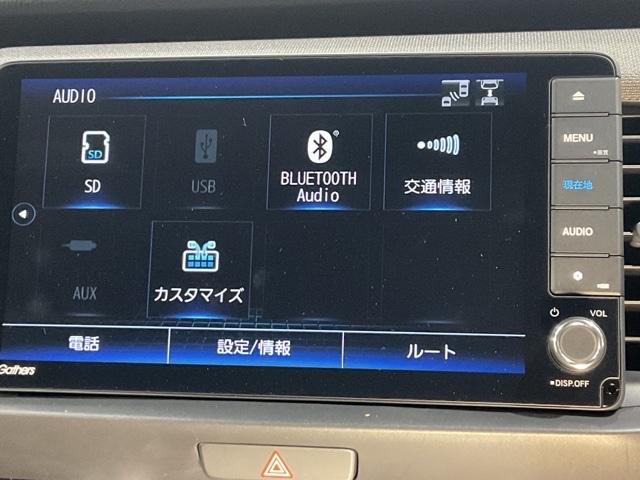 AUDIO
SD
SD
USB
BLUETOOTH
Audio
交通情報
AUX
カスタマイズ
電話
設定/情報
ルート
Gathers
MENU
現在地
AUDIO
VOL
DISP.OFF